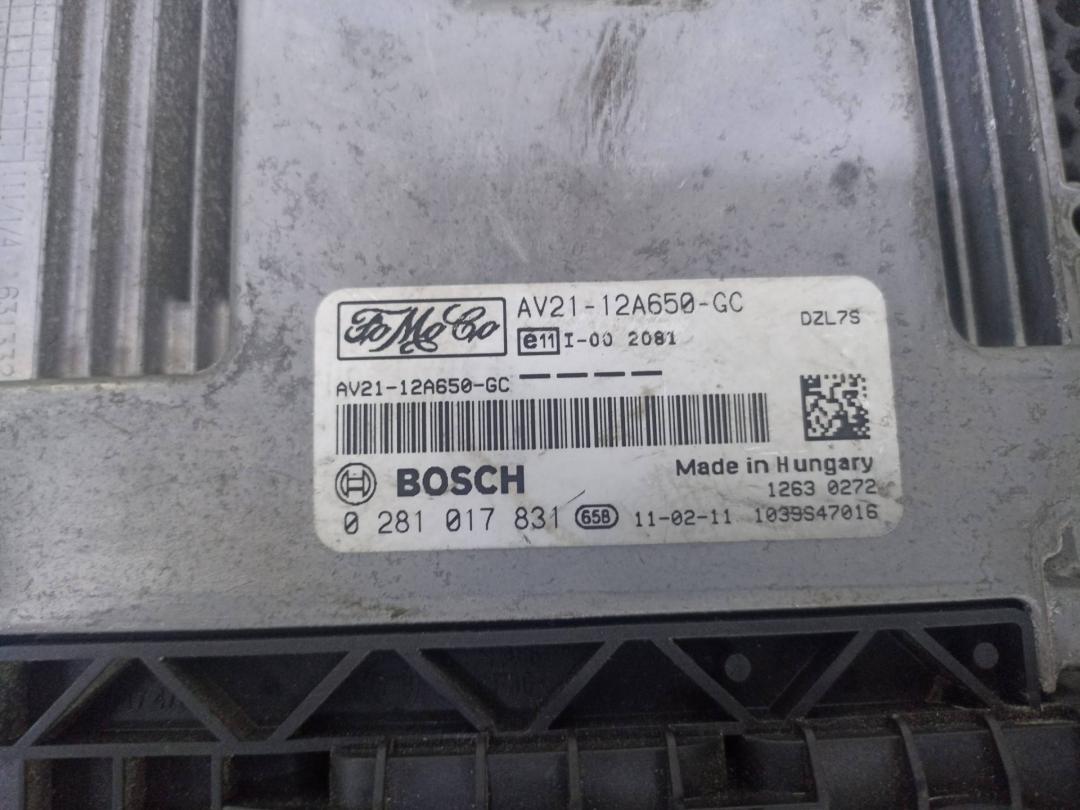 FoMoCo
AV21-12A650-GC
DZL7S
e11 I-00 2081
AV21-12A650-GC
BOSCH
Made in Hungary
1263 0272
0 281 017 831 65B 11-02-11 1039S47016